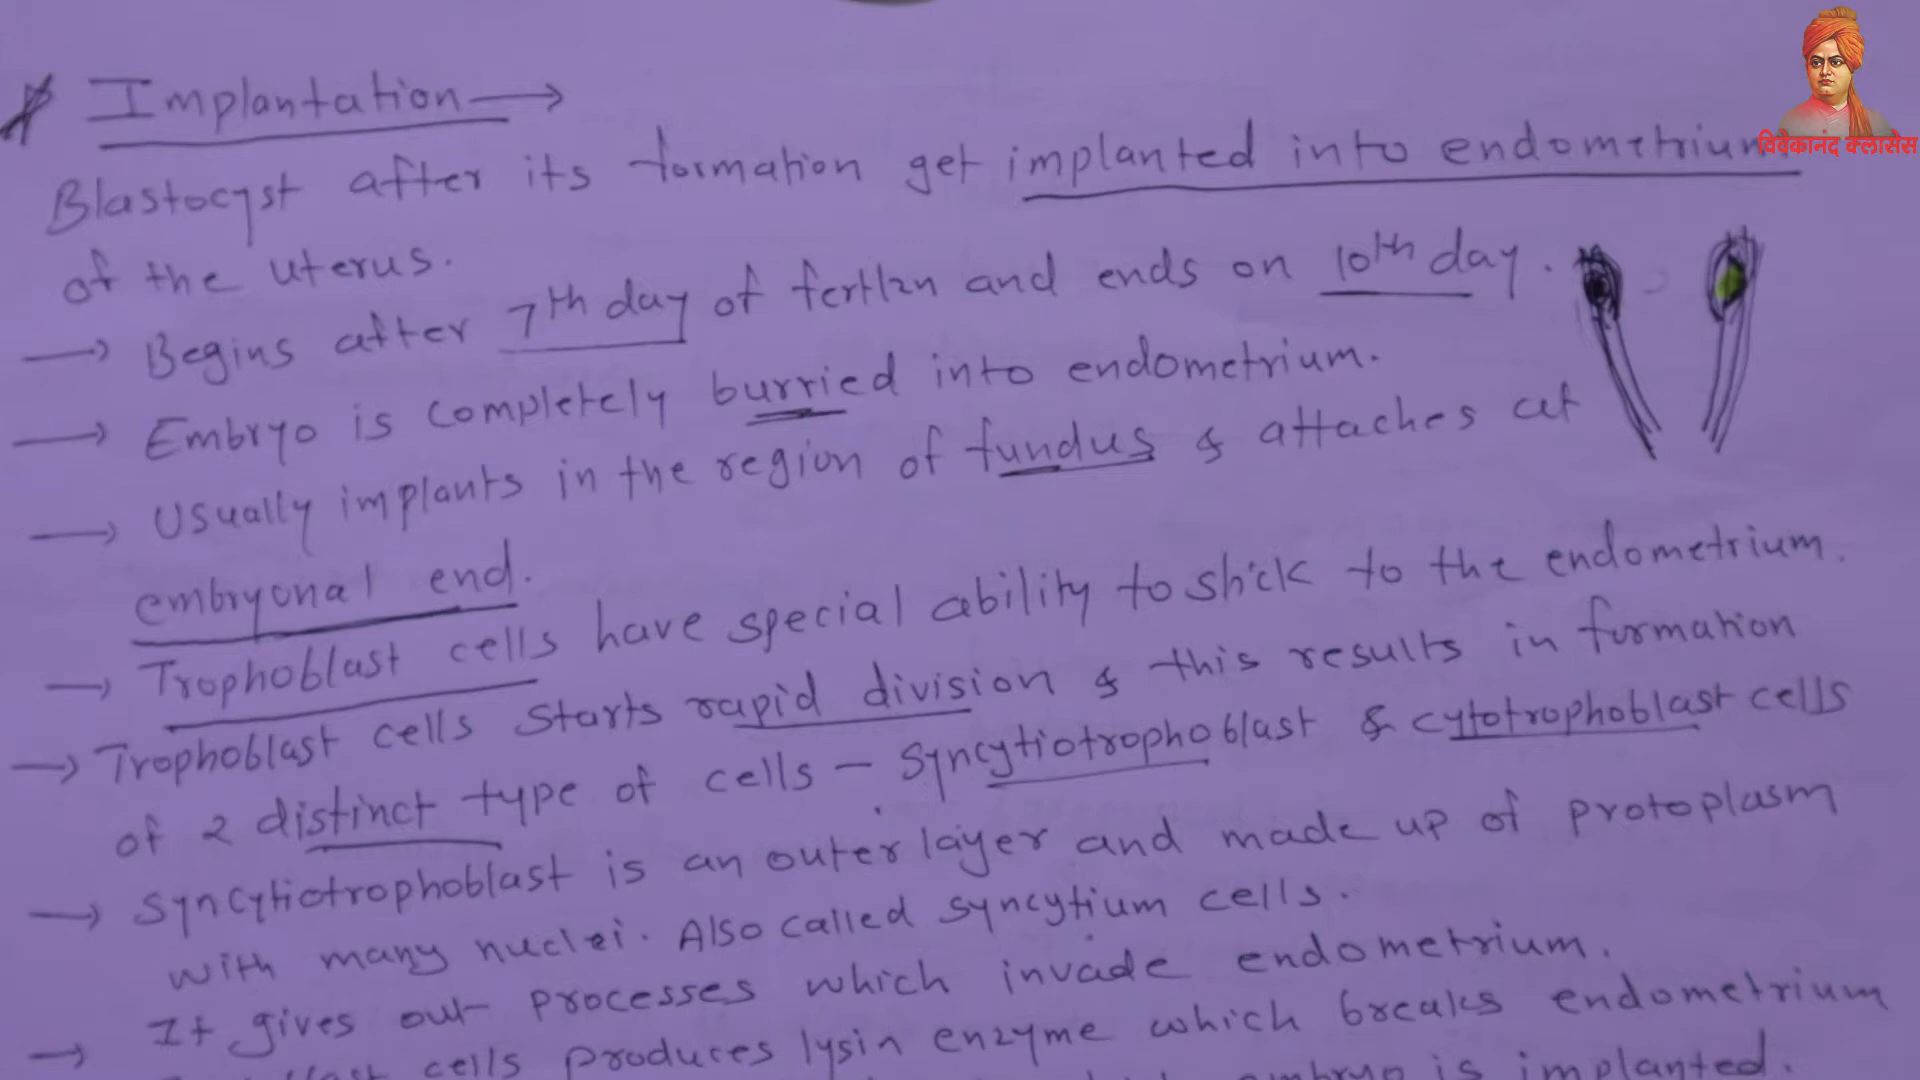 Implantation →
Blastocyst after its formation get implanted into endometrium
of the uterus.
→ Begins after 7th day of fertlzn and ends on 10th day.
→ Embryo is completely burried into endometrium.
→ Usually implants in the region of fundus & attaches at
embryonal end.
→ Trophoblast cells have special ability to stick to the endometrium.
→ Trophoblast cells starts rapid division & this results in formation
of 2 distinct type of cells - syncytiotrophoblast & cytotrophoblast cells
→ Syncytiotrophoblast is an outer layer and made up of protoplasm
with many nuclei. Also called syncytium cells.
It gives out processes which invade endometrium.
→ cells produces lysin enzyme which breaks endometrium
embryo is implanted.
विवेकानंद क्लासेस